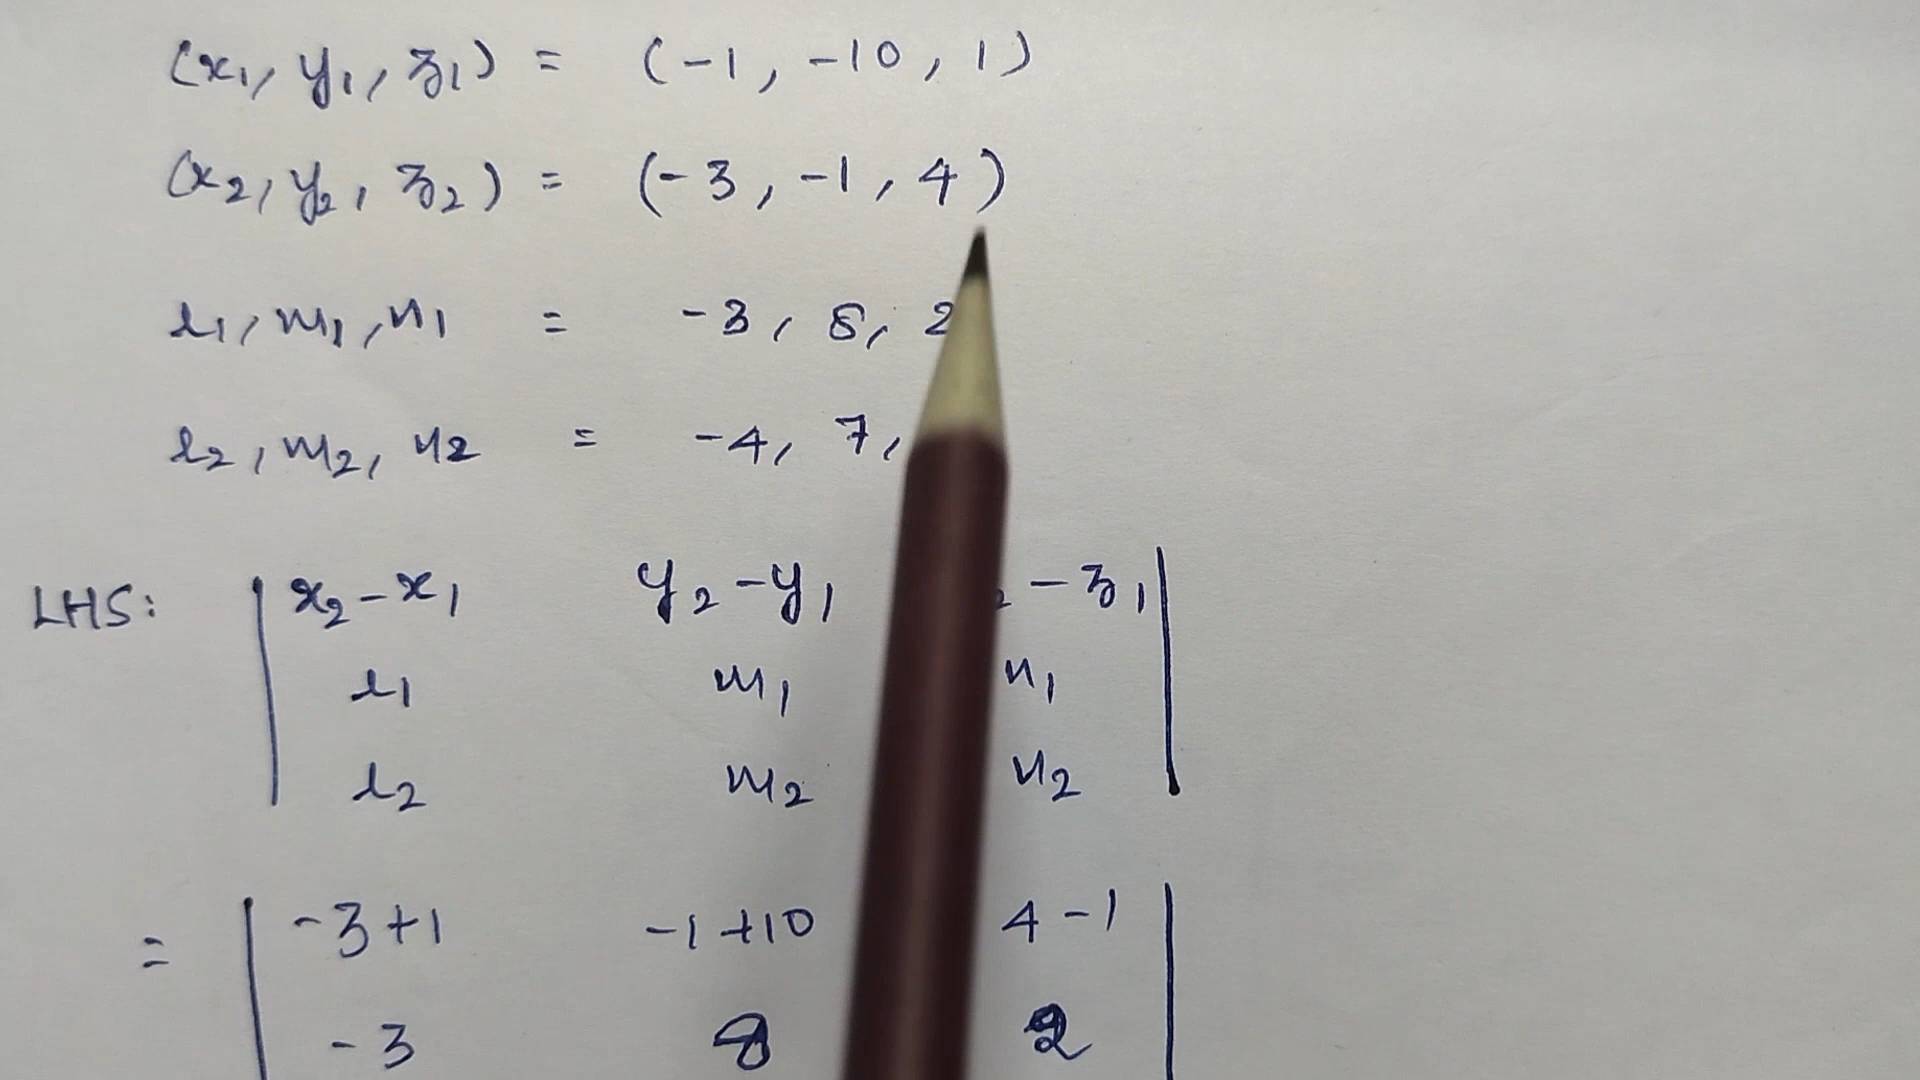 (x1, y1, z1) = (-1, -10, 1)
(x2, y2, z2) = (-3, -1, 4)
l1, m1, n1 = -3, 8, 2
l2, m2, n2 = -4, 7,
LHS: | x2-x1 y2-y1 2-z1 |
l1 m1 n1
l2 m2 n2
= | -3+1 -1+10 4-1 |
-3 8 2